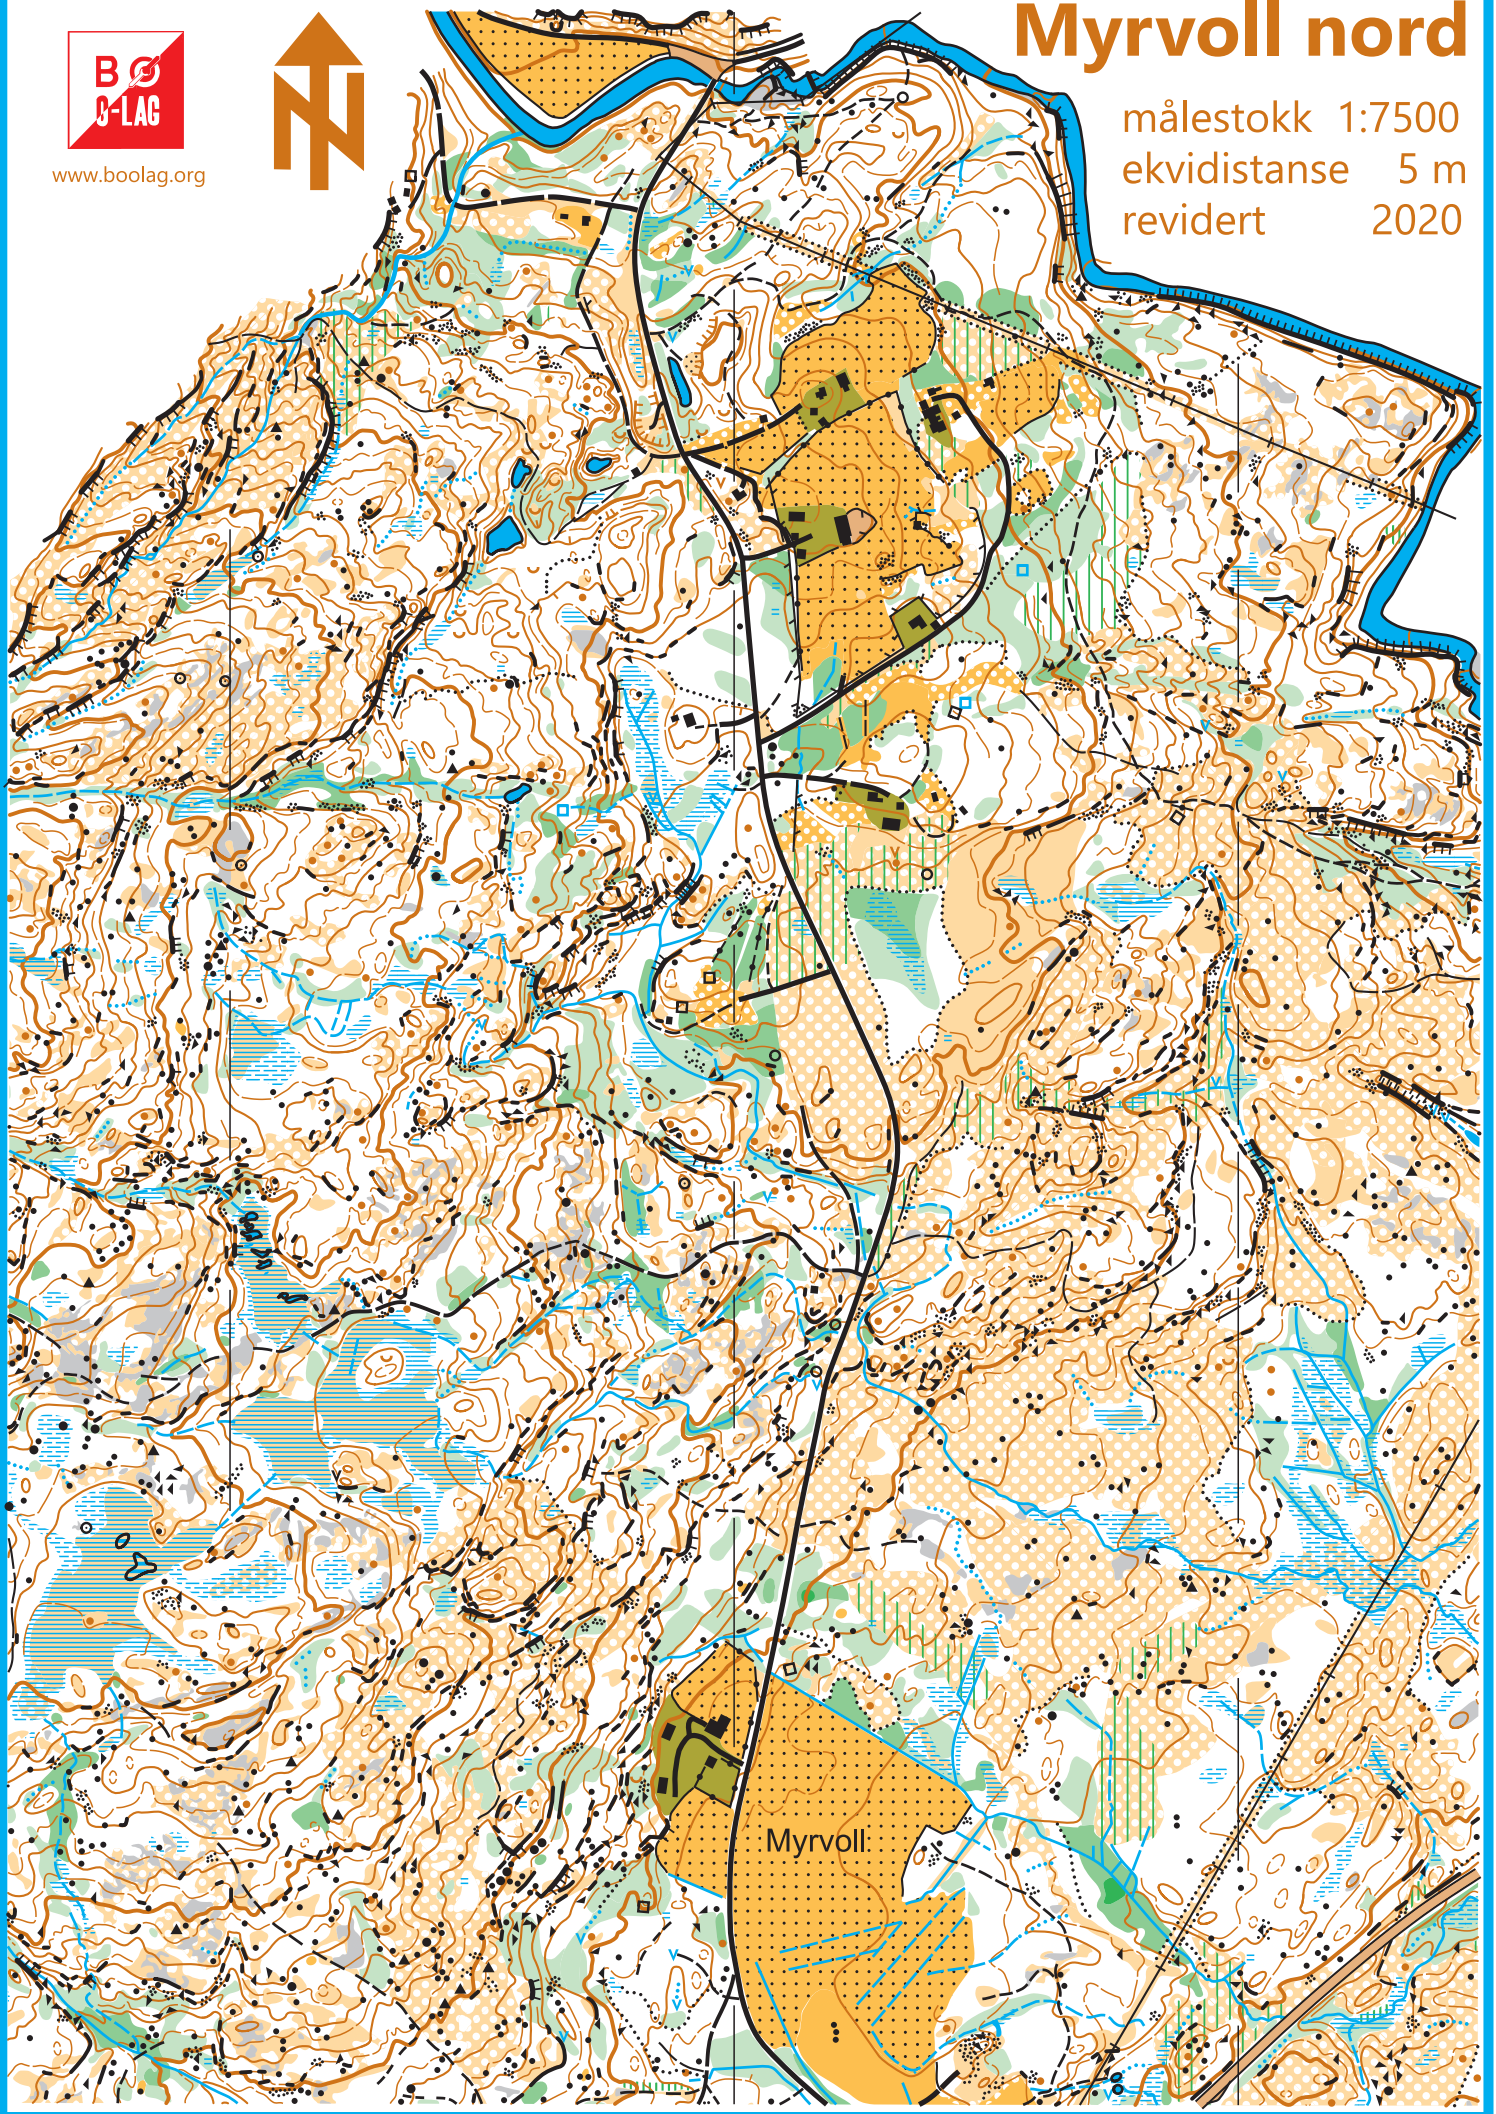 Myrvoll nord
BØ
O-LAG
www.boolag.org
N
målestokk 1:7500
ekvidistanse 5 m
revidert 2020
Myrvoll